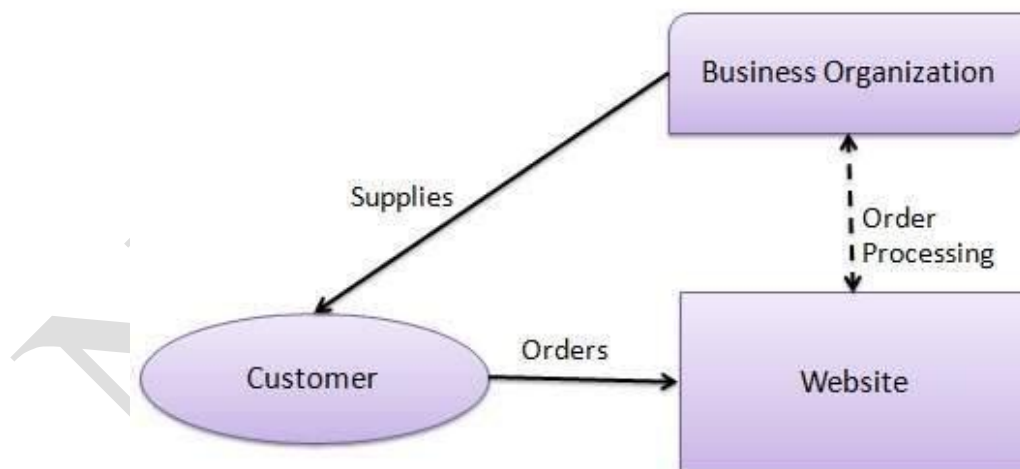 Business Organization
Supplies
Order
Processing
Orders
Customer
Website